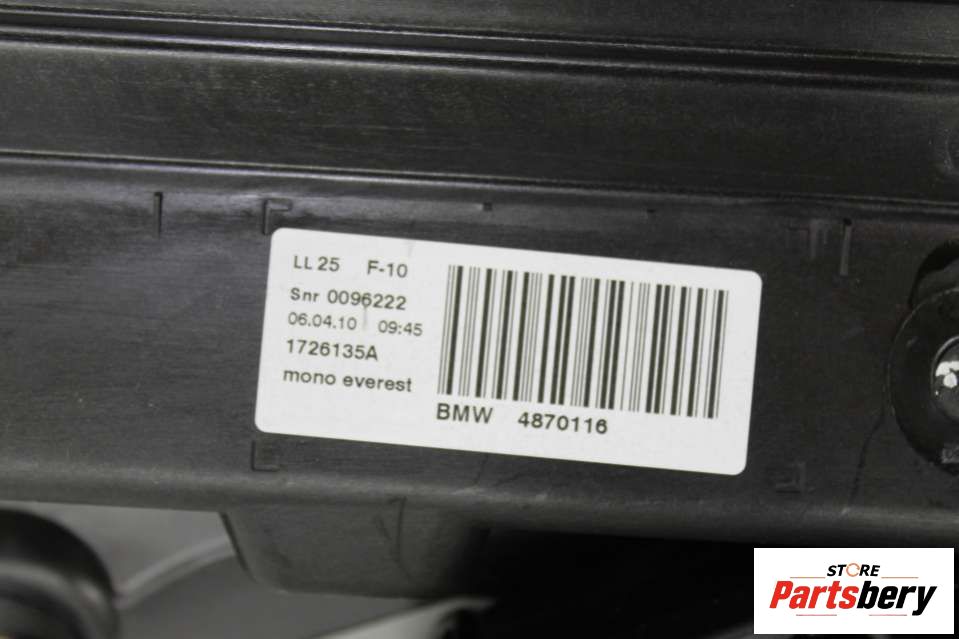 LL 25 F-10
Snr 0096222
06.04.10 09:45
1726135A
mono everest
BMW 4870116
STORE
Partsbery